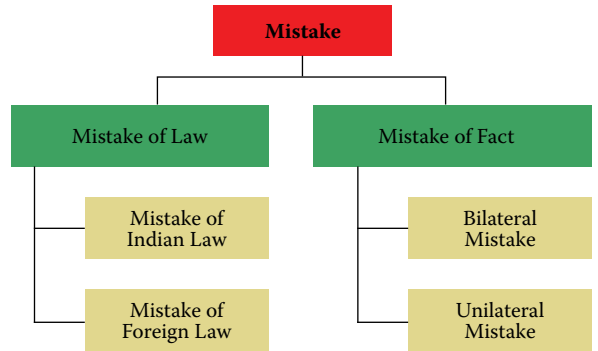 Mistake
Mistake of Law
Mistake of Fact
Mistake of
Indian Law
Bilateral
Mistake
Mistake of
Foreign Law
Unilateral
Mistake